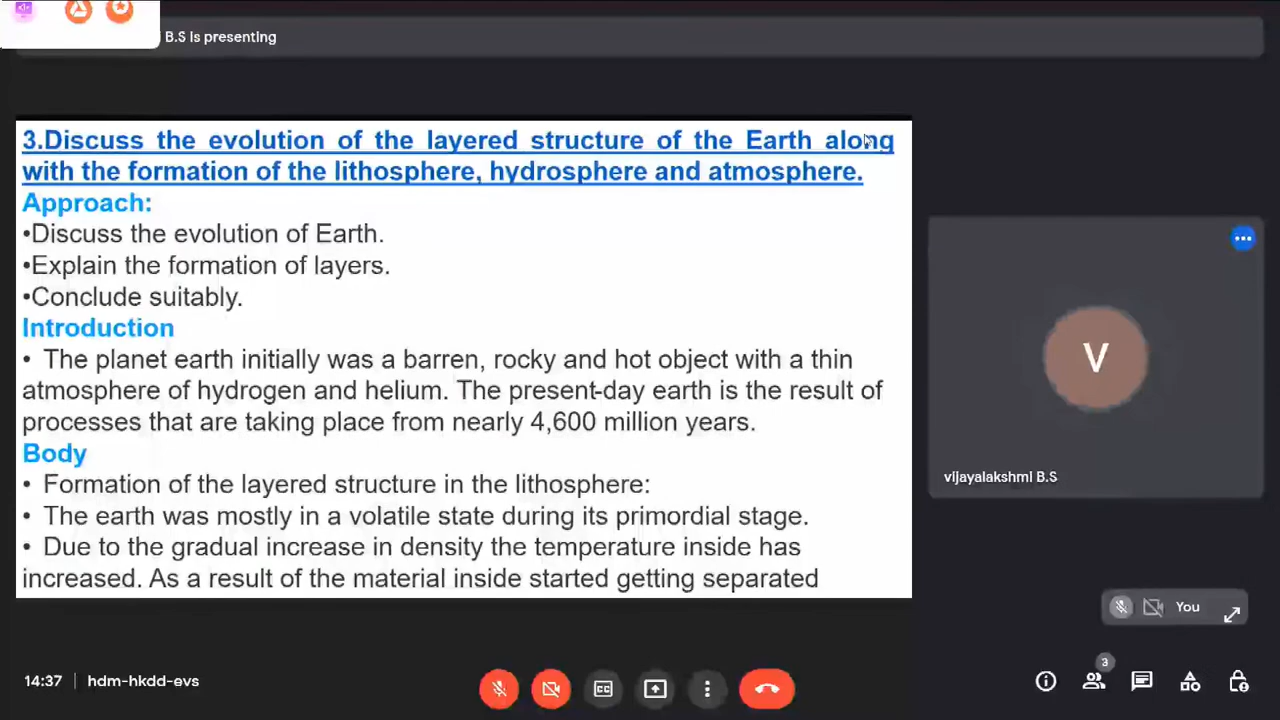 B.S is presenting
3.Discuss the evolution of the layered structure of the Earth along
with the formation of the lithosphere, hydrosphere and atmosphere.
Approach:
•Discuss the evolution of Earth.
•Explain the formation of layers.
•Conclude suitably.
Introduction
• The planet earth initially was a barren, rocky and hot object with a thin
atmosphere of hydrogen and helium. The present-day earth is the result of
processes that are taking place from nearly 4,600 million years.
Body
• Formation of the layered structure in the lithosphere:
• The earth was mostly in a volatile state during its primordial stage.
• Due to the gradual increase in density the temperature inside has
increased. As a result of the material inside started getting separated
V
vijayalakshmi B.S
You
14:37 | hdm-hkdd-evs
CC
3